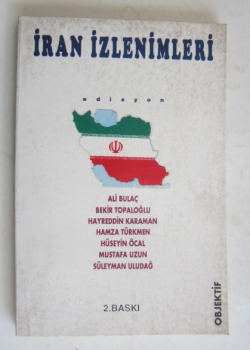 İRAN İZLENİMLERİ
edisyon
ALİ BULAÇ
BEKİR TOPALOĞLU
HAYREDDİN KARAMAN
HAMZA TÜRKMEN
HÜSEYİN ÖCAL
MUSTAFA UZUN
SÜLEYMAN ULUDAĞ
2.BASKI
OBJEKTİF